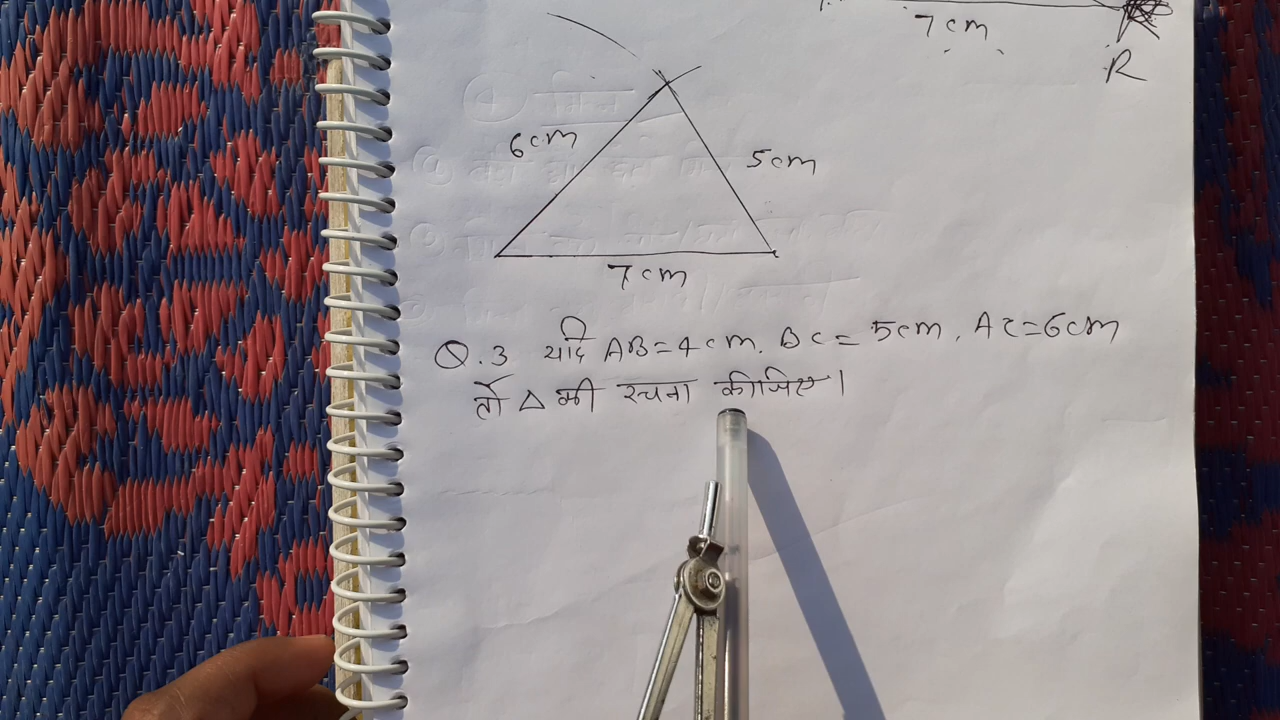 7cm
R
6cm
5cm
7cm
Q.3 यदि AB=4cm. BC=5cm, AC=6cm
तो △ की रचना कीजिए।